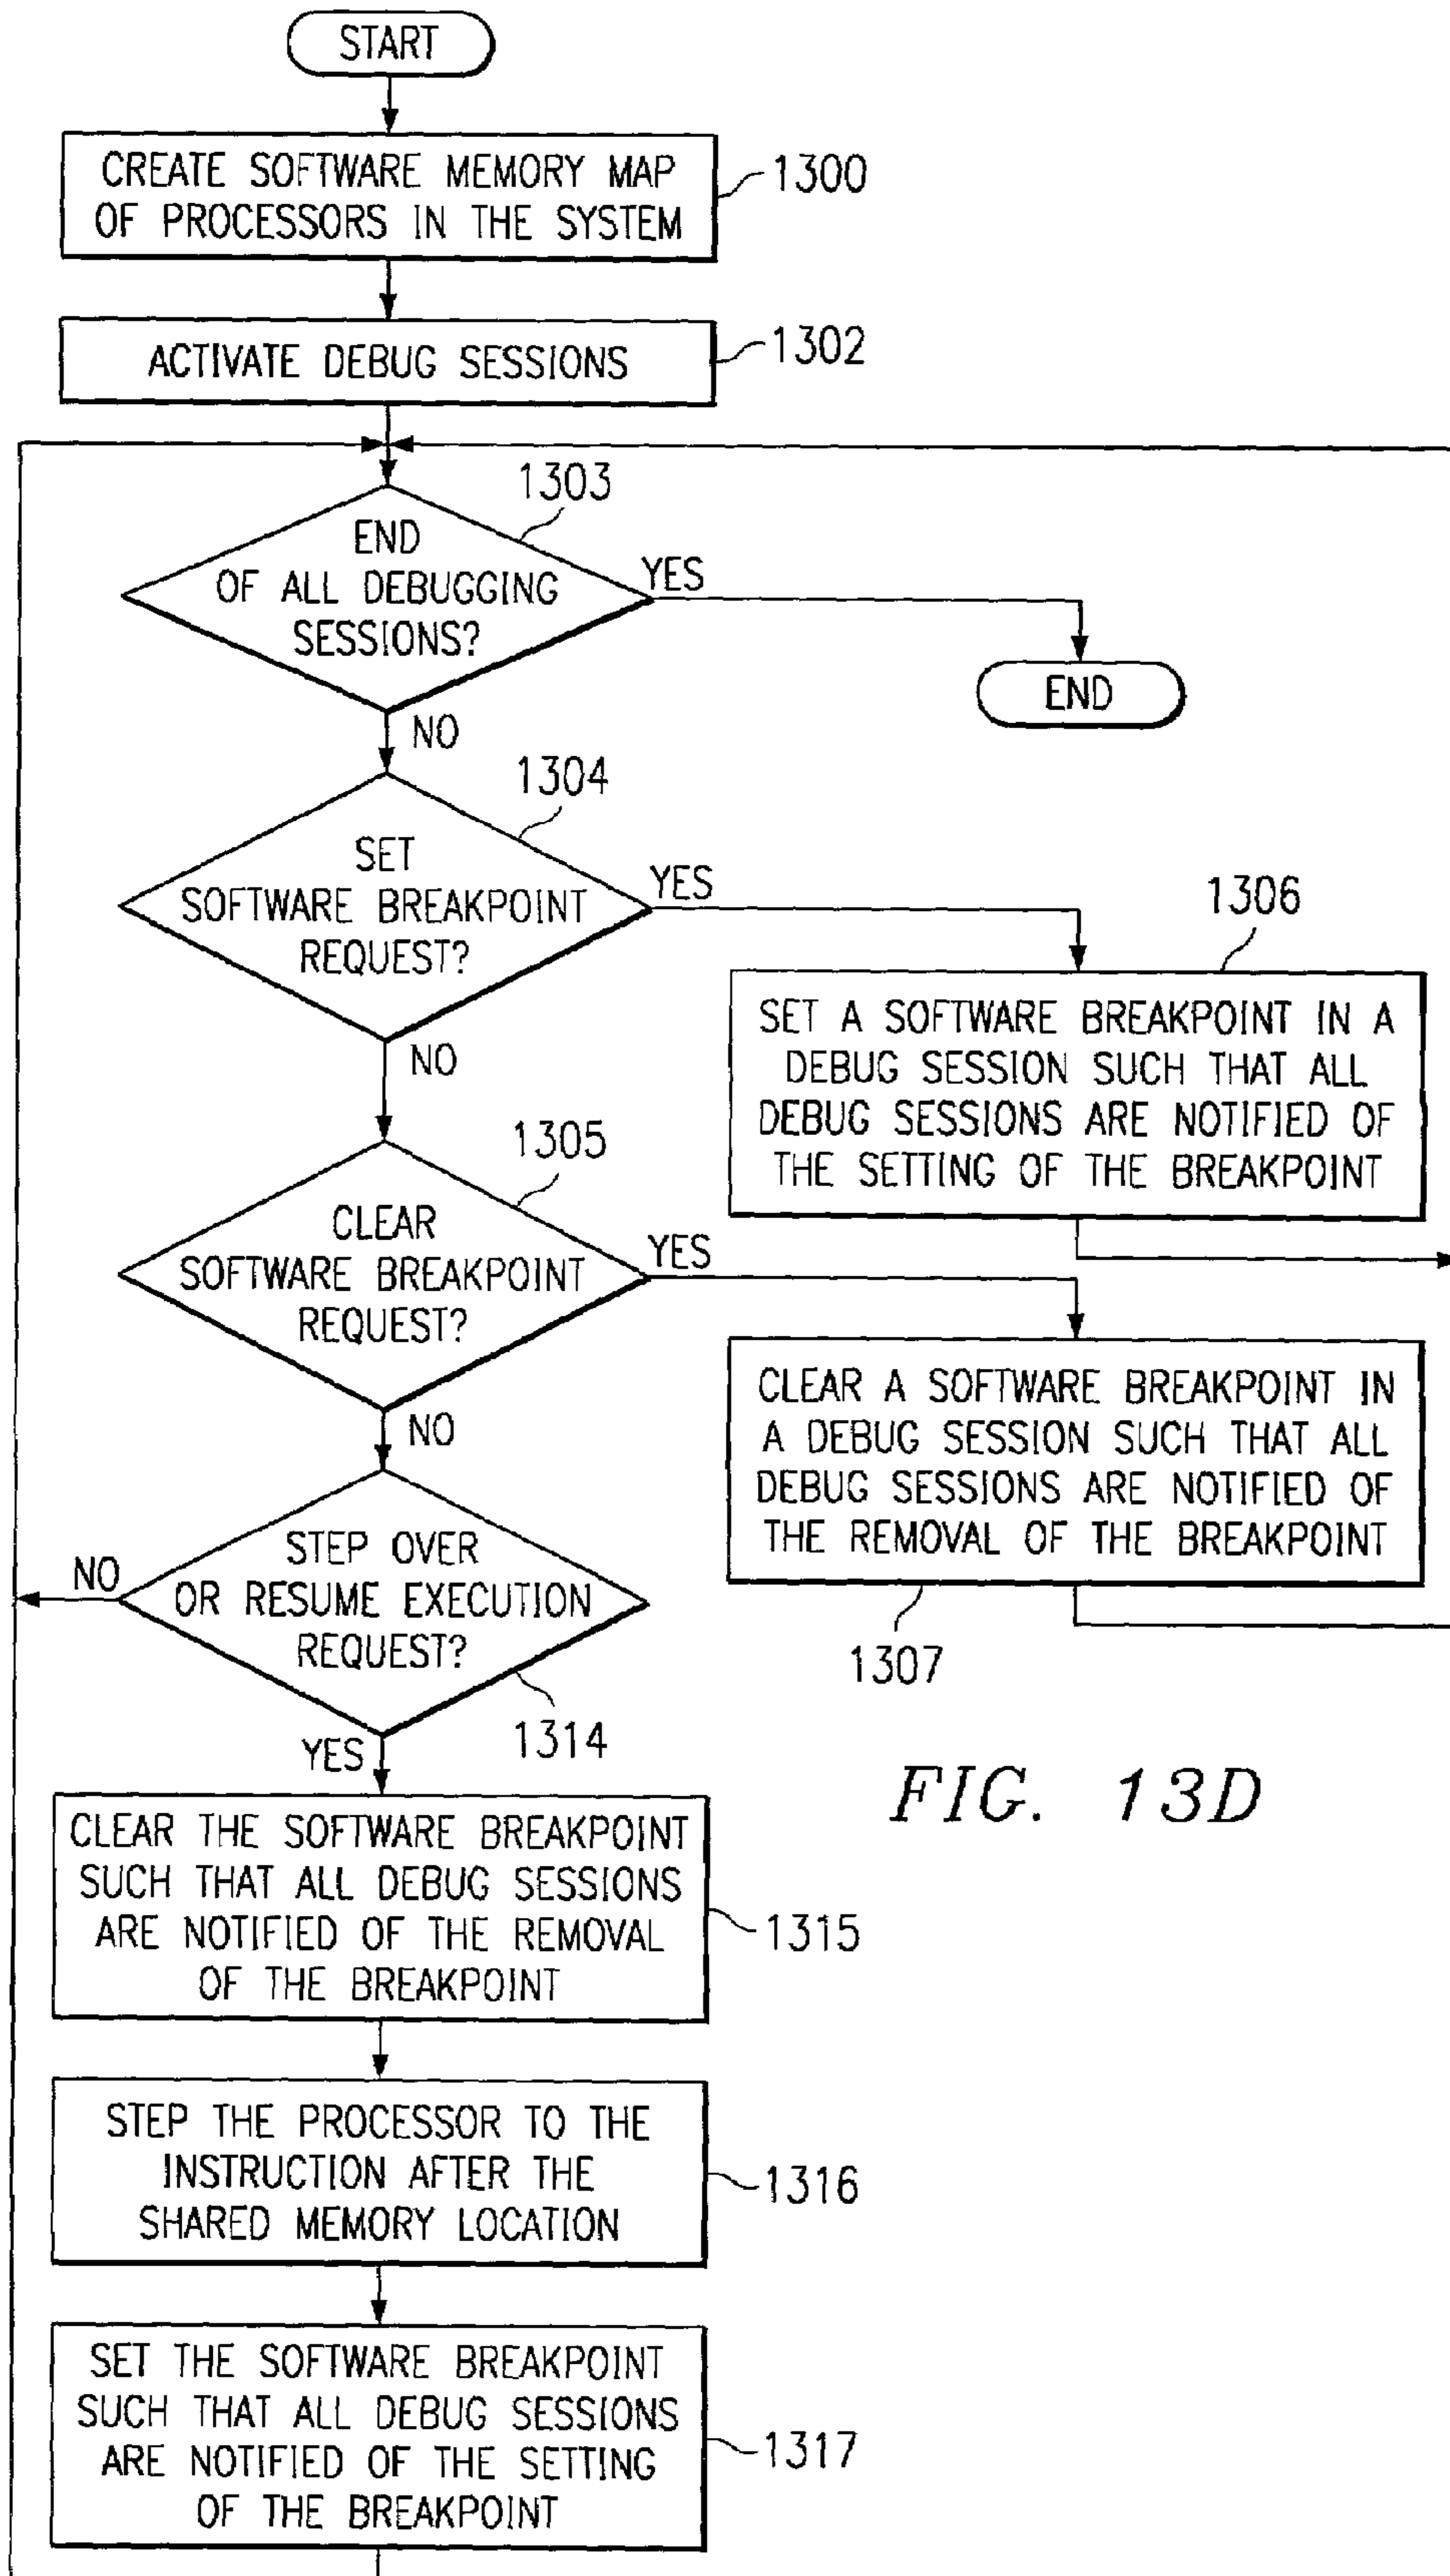 START
CREATE SOFTWARE MEMORY MAP
OF PROCESSORS IN THE SYSTEM
1300
ACTIVATE DEBUG SESSIONS
1302
1303
END
OF ALL DEBUGGING
SESSIONS?
YES
END
NO
1304
SET
SOFTWARE BREAKPOINT
REQUEST?
YES
1306
SET A SOFTWARE BREAKPOINT IN A
DEBUG SESSION SUCH THAT ALL
DEBUG SESSIONS ARE NOTIFIED OF
THE SETTING OF THE BREAKPOINT
NO
1305
CLEAR
SOFTWARE BREAKPOINT
REQUEST?
YES
CLEAR A SOFTWARE BREAKPOINT IN
A DEBUG SESSION SUCH THAT ALL
DEBUG SESSIONS ARE NOTIFIED OF
THE REMOVAL OF THE BREAKPOINT
1307
NO
STEP OVER
OR RESUME EXECUTION
REQUEST?
NO
1314
YES
FIG. 13D
CLEAR THE SOFTWARE BREAKPOINT
SUCH THAT ALL DEBUG SESSIONS
ARE NOTIFIED OF THE REMOVAL
OF THE BREAKPOINT
1315
STEP THE PROCESSOR TO THE
INSTRUCTION AFTER THE
SHARED MEMORY LOCATION
1316
SET THE SOFTWARE BREAKPOINT
SUCH THAT ALL DEBUG SESSIONS
ARE NOTIFIED OF THE SETTING
OF THE BREAKPOINT
1317